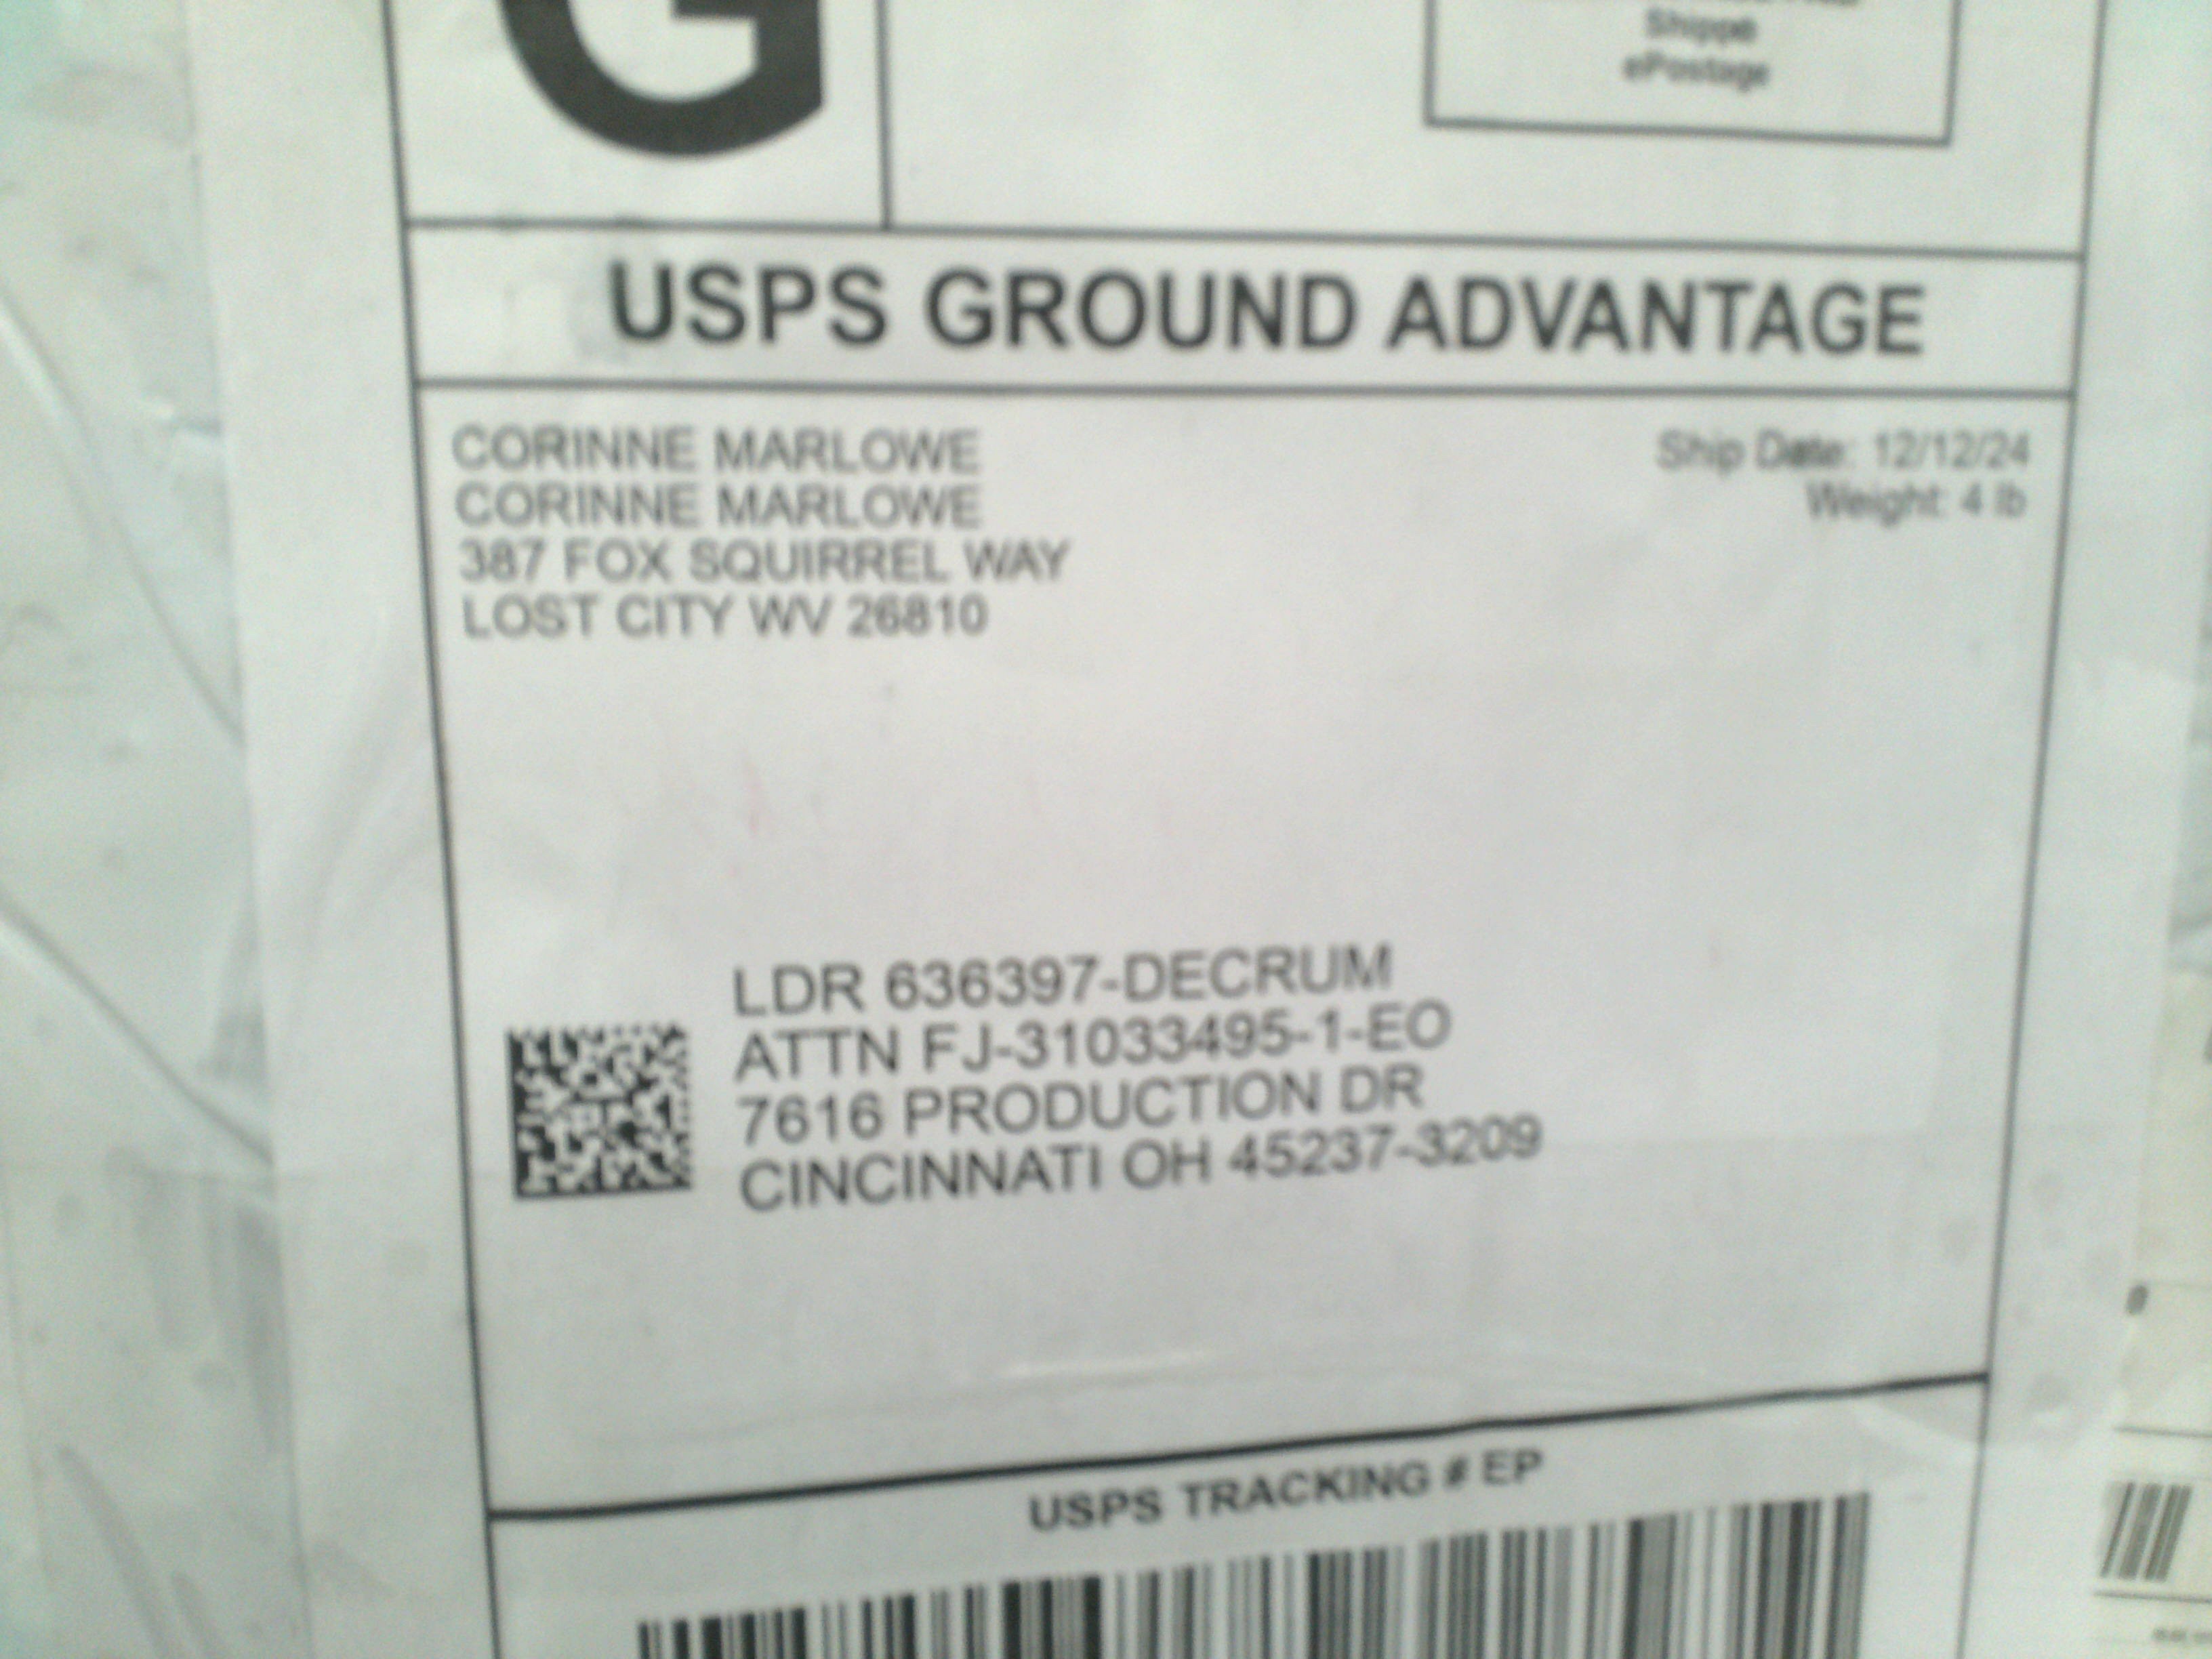 G
Shippe
ePostage
USPS GROUND ADVANTAGE
CORINNE MARLOWE
CORINNE MARLOWE
387 FOX SQUIRREL WAY
LOST CITY WV 26810
Ship Date: 12/12/24
Weight: 4 lb
LDR 636397-DECRUM
ATTN FJ-31033495-1-EO
7616 PRODUCTION DR
CINCINNATI OH 45237-3209
USPS TRACKING # EP